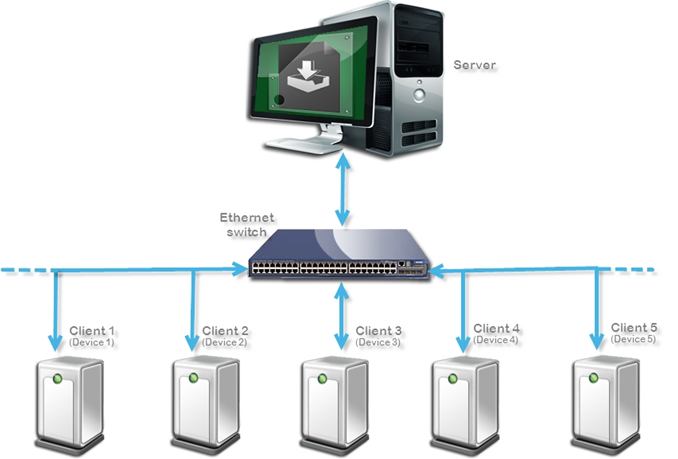 Server
Ethernet
switch
Client 1
(Device 1)
Client 2
(Device 2)
Client 3
(Device 3)
Client 4
(Device 4)
Client 5
(Device 5)